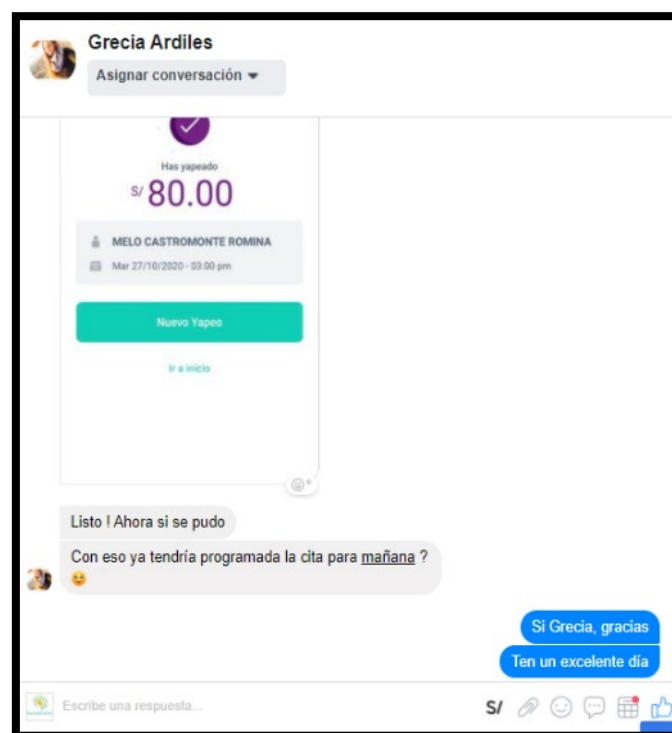 Grecia Ardiles
Asignar conversación
Has yapeado
S/ 80.00
MELO CASTROMONTE ROMINA
Mar 27/10/2020 - 03:00 pm
Nuevo Yapeo
Ir a inicio
Listo ! Ahora si se pudo
Con eso ya tendría programada la cita para mañana ?
Si Grecia, gracias
Ten un excelente día
Escribe una respuesta...
S/